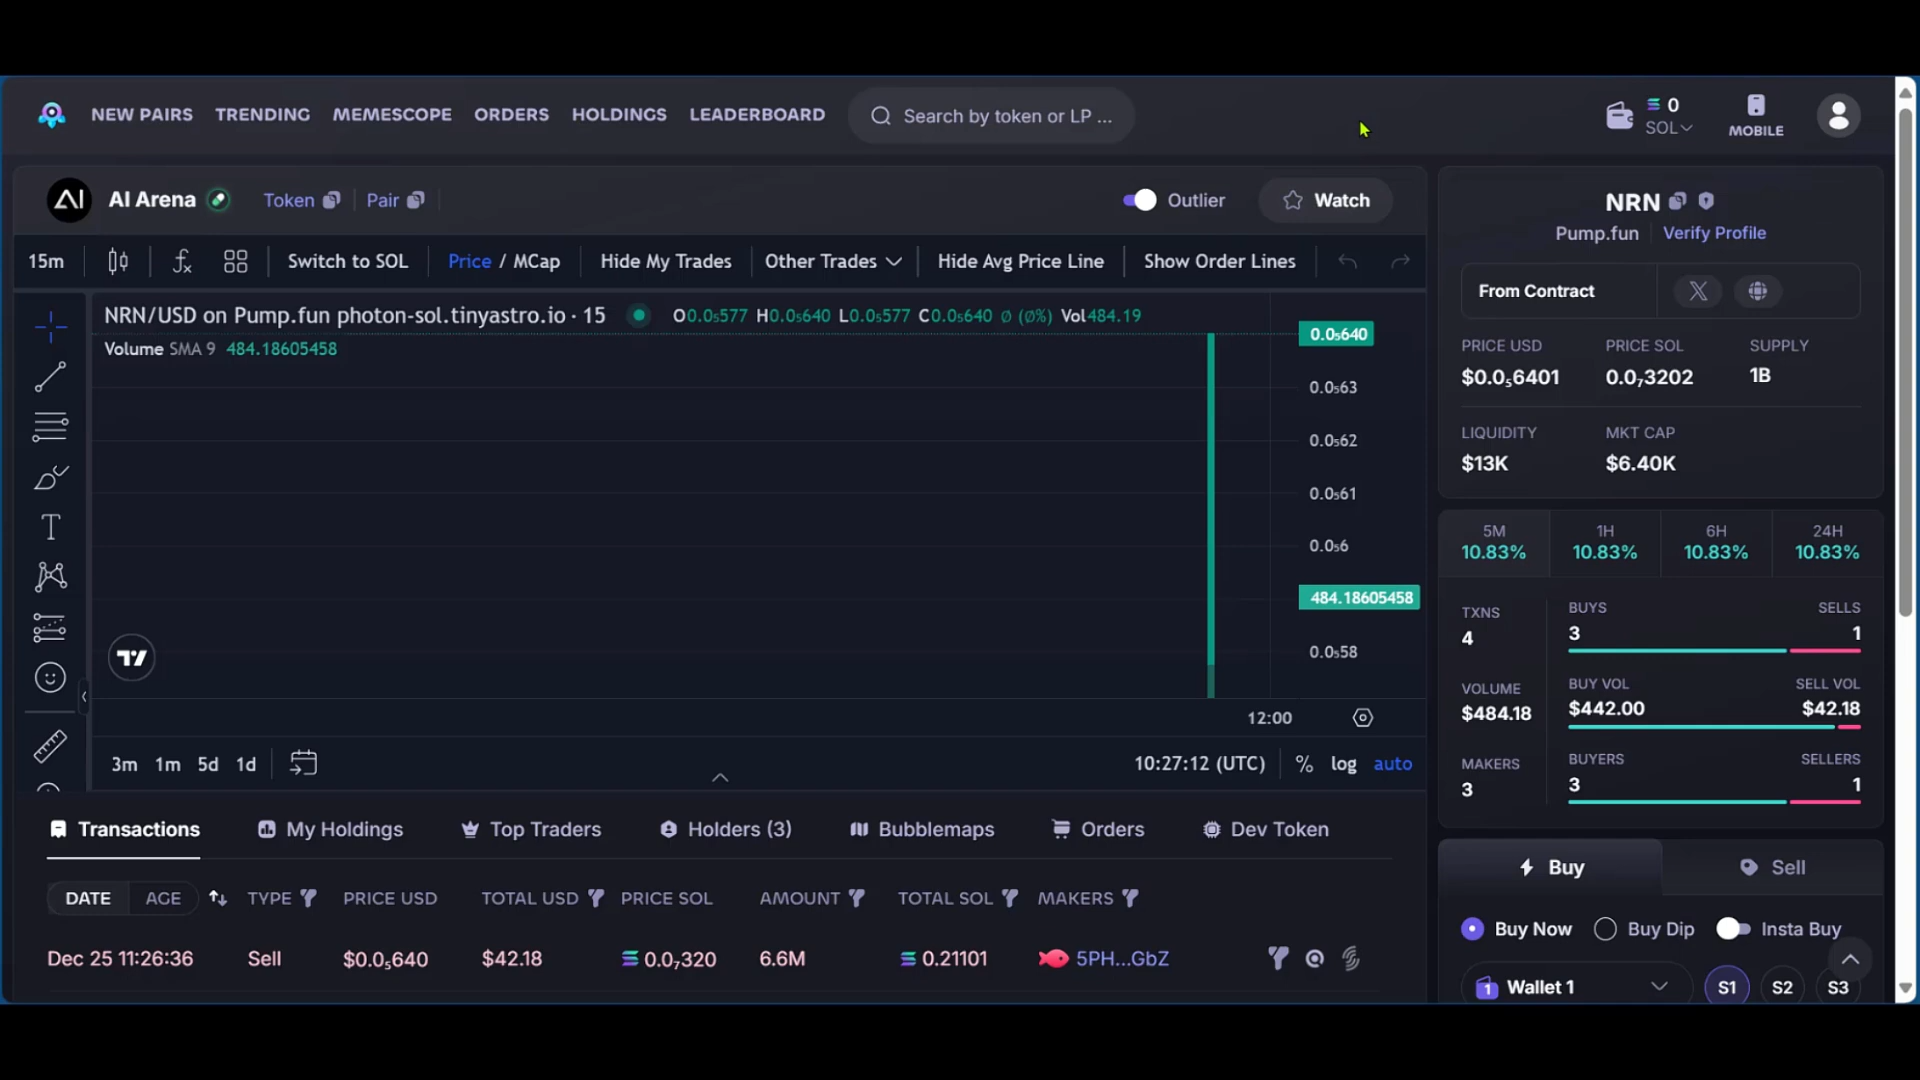 NEW PAIRS TRENDING MEMESCOPE ORDERS HOLDINGS LEADERBOARD Search by token or LP ... 0 SOL MOBILE
AI Arena Token Pair Outlier Watch
15m Switch to SOL Price / MCap Hide My Trades Other Trades Hide Avg Price Line Show Order Lines
NRN/USD on Pump.fun photon-sol.tinyastro.io · 15 O0.0₅577 H0.0₅640 L0.0₅577 C0.0₅640 ∅ (∅%) Vol484.19
Volume SMA 9 484.18605458
0.0₅640
0.0₅63
0.0₅62
0.0₅61
0.0₅6
484.18605458
0.0₅58
12:00
3m 1m 5d 1d 10:27:12 (UTC) % log auto
Transactions My Holdings Top Traders Holders (3) Bubblemaps Orders Dev Token
DATE AGE TYPE PRICE USD TOTAL USD PRICE SOL AMOUNT TOTAL SOL MAKERS
Dec 25 11:26:36 Sell $0.0₅640 $42.18 0.0₇320 6.6M 0.21101 5PH...GbZ
NRN
Pump.fun Verify Profile
From Contract
PRICE USD PRICE SOL SUPPLY
$0.0₅6401 0.0₇3202 1B
LIQUIDITY MKT CAP
$13K $6.40K
5M 1H 6H 24H
10.83% 10.83% 10.83% 10.83%
TXNS BUYS SELLS
4 3 1
VOLUME BUY VOL SELL VOL
$484.18 $442.00 $42.18
MAKERS BUYERS SELLERS
3 3 1
Buy Sell
Buy Now Buy Dip Insta Buy
1 Wallet 1 S1 S2 S3